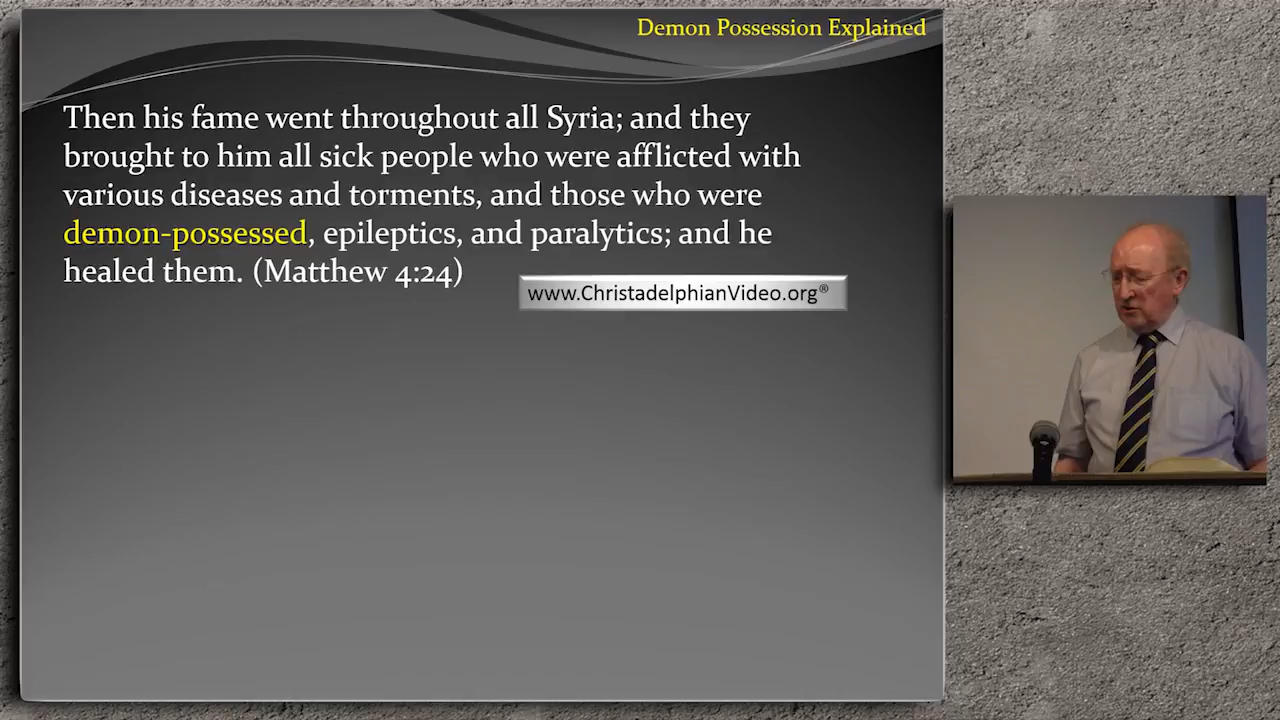 Demon Possession Explained
Then his fame went throughout all Syria; and they
brought to him all sick people who were afflicted with
various diseases and torments, and those who were
demon-possessed, epileptics, and paralytics; and he
healed them. (Matthew 4:24)
www.ChristadelphianVideo.org®